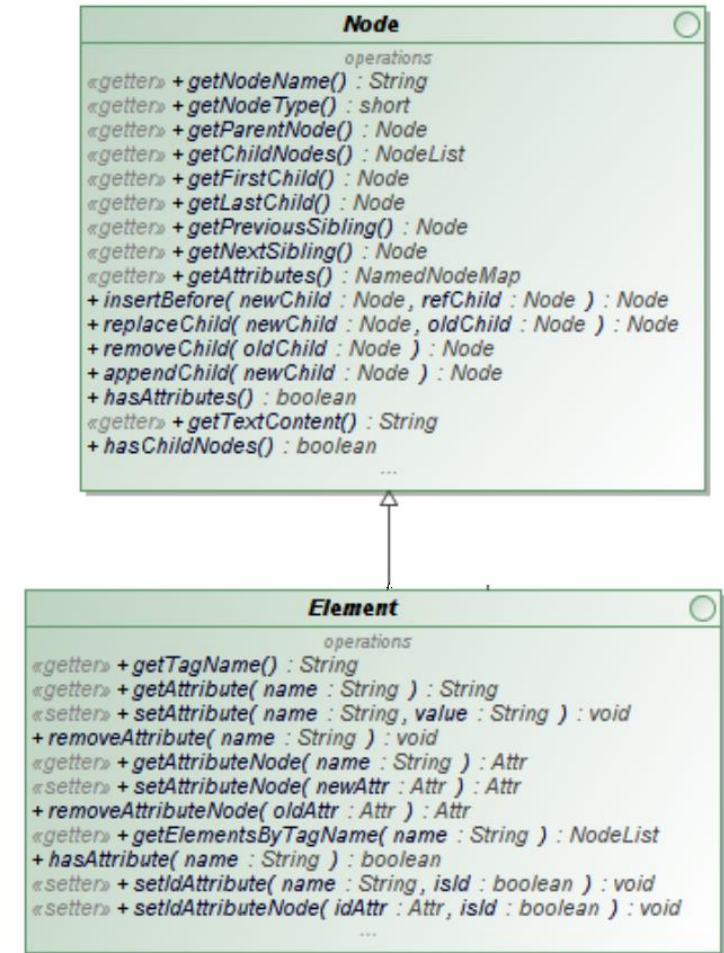 Node
operations
«getter» + getNodeName() : String
«getter» + getNodeType() : short
«getter» + getParentNode() : Node
«getter» + getChildNodes() : NodeList
«getter» + getFirstChild() : Node
«getter» + getLastChild() : Node
«getter» + getPreviousSibling() : Node
«getter» + getNextSibling() : Node
«getter» + getAttributes() : NamedNodeMap
+ insertBefore( newChild : Node, refChild : Node ) : Node
+ replaceChild( newChild : Node, oldChild : Node ) : Node
+ removeChild( oldChild : Node ) : Node
+ appendChild( newChild : Node ) : Node
+ hasAttributes() : boolean
«getter» + getTextContent() : String
+ hasChildNodes() : boolean
...
Element
operations
«getter» + getTagName() : String
«getter» + getAttribute( name : String ) : String
«setter» + setAttribute( name : String, value : String ) : void
+ removeAttribute( name : String ) : void
«getter» + getAttributeNode( name : String ) : Attr
«setter» + setAttributeNode( newAttr : Attr ) : Attr
+ removeAttributeNode( oldAttr : Attr ) : Attr
«getter» + getElementsByTagName( name : String ) : NodeList
+ hasAttribute( name : String ) : boolean
«setter» + setIdAttribute( name : String, isId : boolean ) : void
«setter» + setIdAttributeNode( idAttr : Attr, isId : boolean ) : void
...